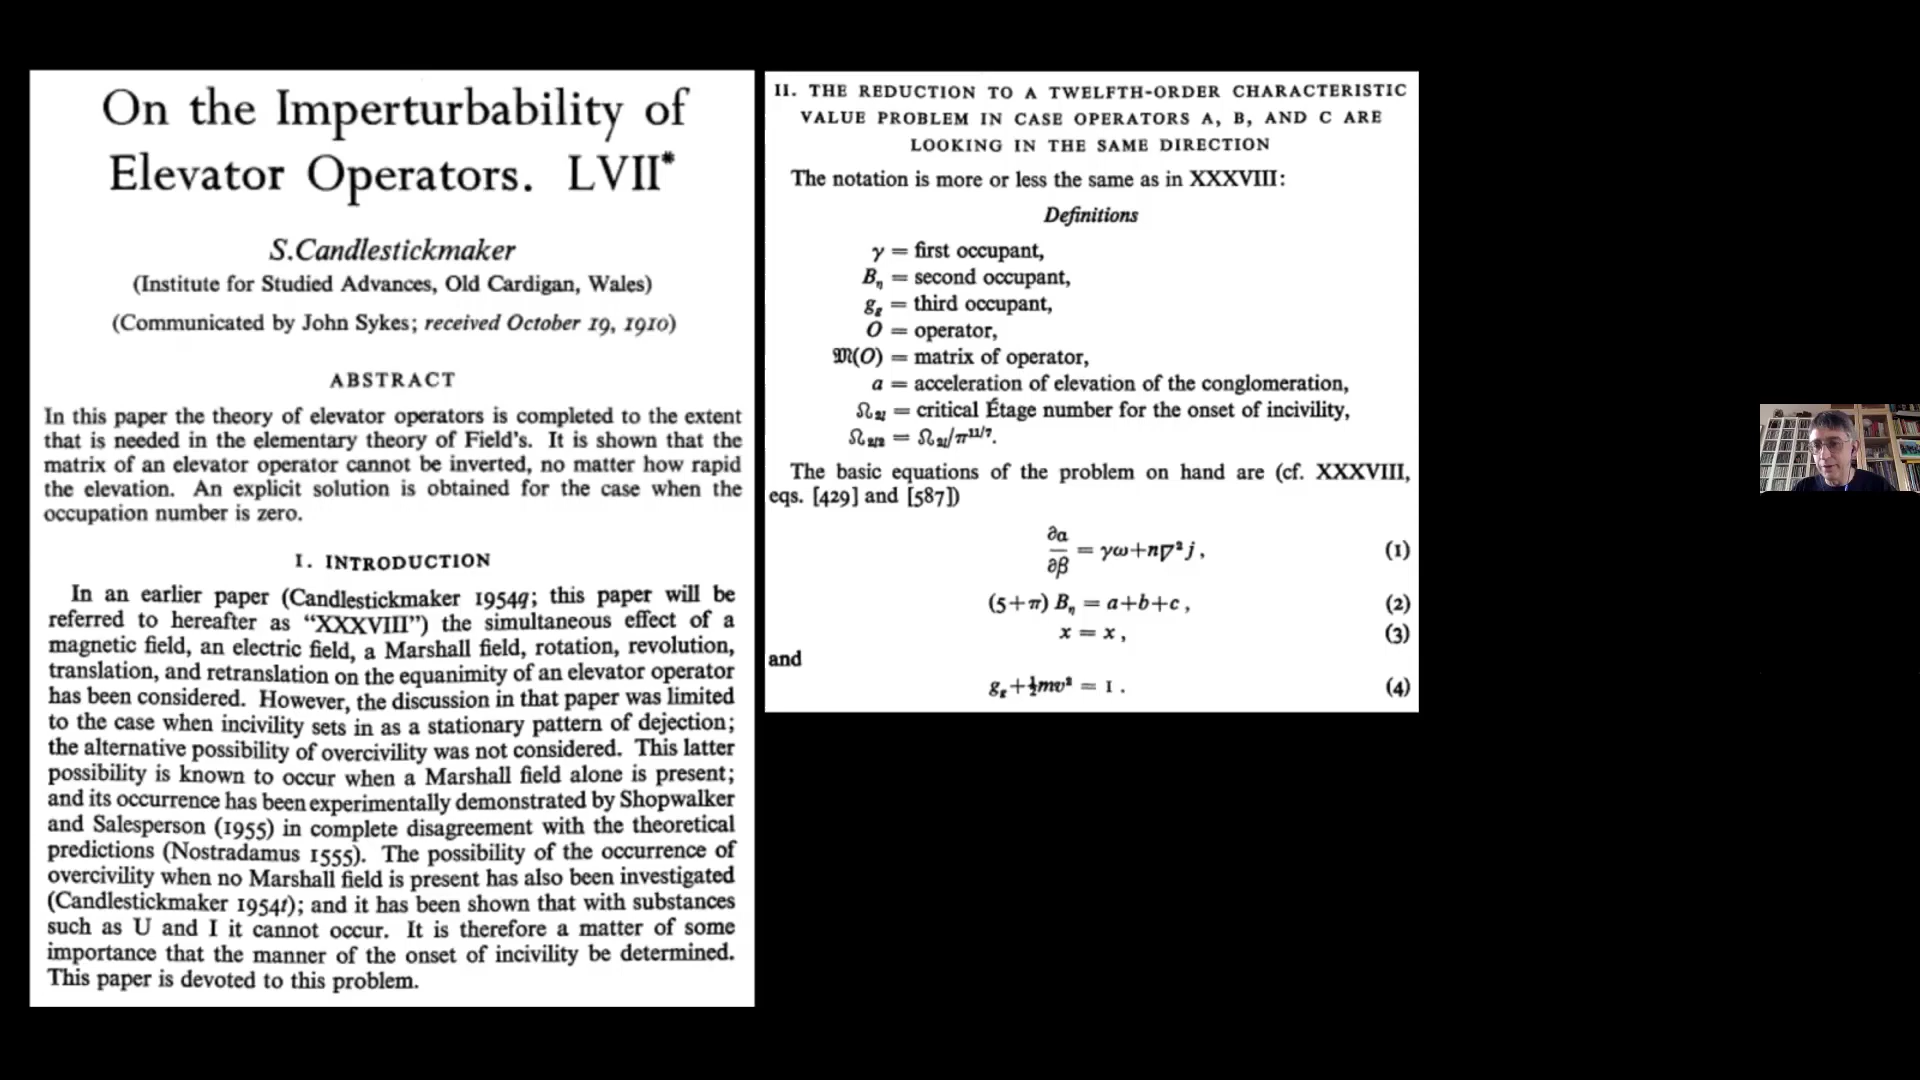 On the Imperturbability of
Elevator Operators. LVII*
S.Candlestickmaker
(Institute for Studied Advances, Old Cardigan, Wales)
(Communicated by John Sykes; received October 19, 1910)
ABSTRACT
In this paper the theory of elevator operators is completed to the extent
that is needed in the elementary theory of Field's. It is shown that the
matrix of an elevator operator cannot be inverted, no matter how rapid
the elevation. An explicit solution is obtained for the case when the
occupation number is zero.
I. INTRODUCTION
In an earlier paper (Candlestickmaker 1954q; this paper will be
referred to hereafter as "XXXVIII") the simultaneous effect of a
magnetic field, an electric field, a Marshall field, rotation, revolution,
translation, and retranslation on the equanimity of an elevator operator
has been considered. However, the discussion in that paper was limited
to the case when incivility sets in as a stationary pattern of dejection;
the alternative possibility of overcivility was not considered. This latter
possibility is known to occur when a Marshall field alone is present;
and its occurrence has been experimentally demonstrated by Shopwalker
and Salesperson (1955) in complete disagreement with the theoretical
predictions (Nostradamus 1555). The possibility of the occurrence of
overcivility when no Marshall field is present has also been investigated
(Candlestickmaker 1954t); and it has been shown that with substances
such as U and I it cannot occur. It is therefore a matter of some
importance that the manner of the onset of incivility be determined.
This paper is devoted to this problem.
II. THE REDUCTION TO A TWELFTH-ORDER CHARACTERISTIC
VALUE PROBLEM IN CASE OPERATORS A, B, AND C ARE
LOOKING IN THE SAME DIRECTION
The notation is more or less the same as in XXXVIII:
Definitions
γ = first occupant,
Bη = second occupant,
g = third occupant,
O = operator,
𝔐(O) = matrix of operator,
a = acceleration of elevation of the conglomeration,
= critical Étage number for the onset of incivility,
= /π¹¹/⁷.
The basic equations of the problem on hand are (cf. XXXVIII,
eqs. [429] and [587])
∂a/∂β = γω+n∇²j, (1)
(5+π) Bη = a+b+c, (2)
x = x, (3)
and
g+½mv² = 1. (4)